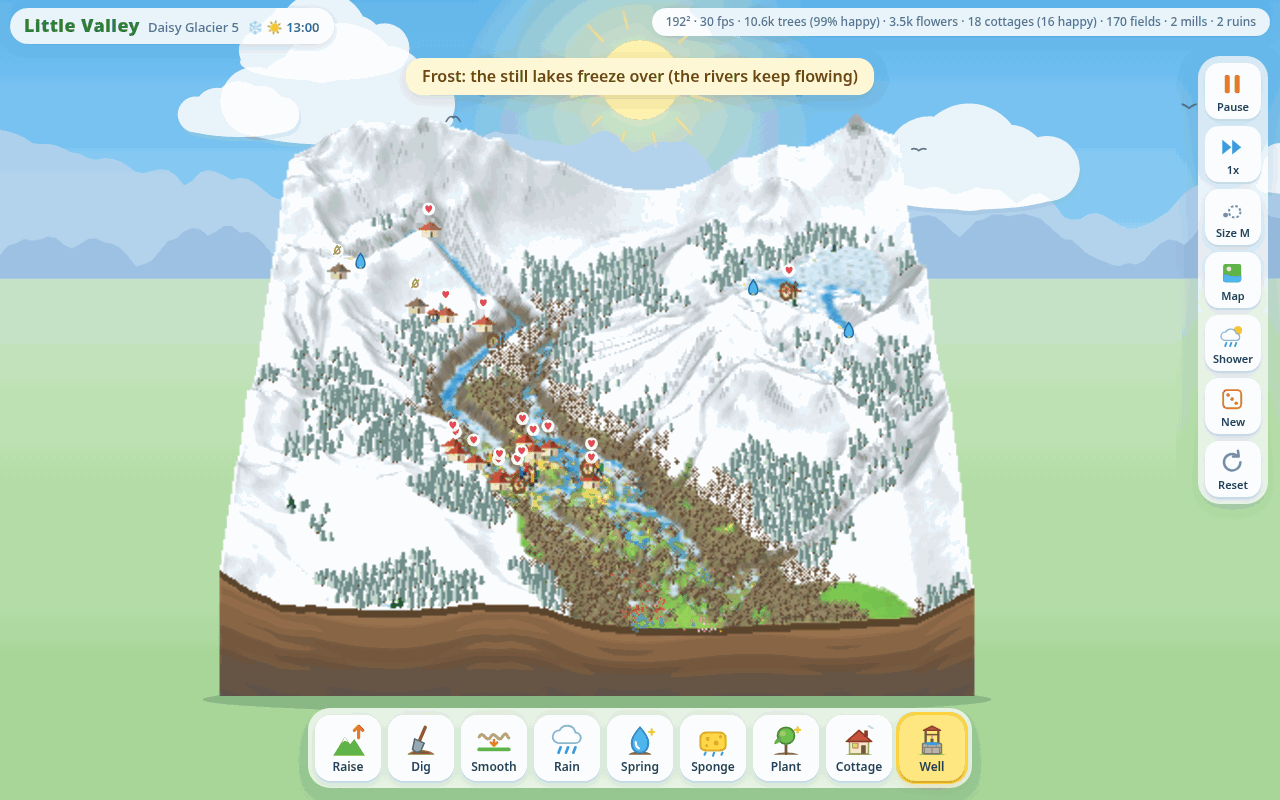 Little Valley Daisy Glacier 5 13:00
192² · 30 fps · 10.6k trees (99% happy) · 3.5k flowers · 18 cottages (16 happy) · 170 fields · 2 mills · 2 ruins
Frost: the still lakes freeze over (the rivers keep flowing)
Pause
1x
Size M
Map
Shower
New
Reset
Raise
Dig
Smooth
Rain
Spring
Sponge
Plant
Cottage
Well